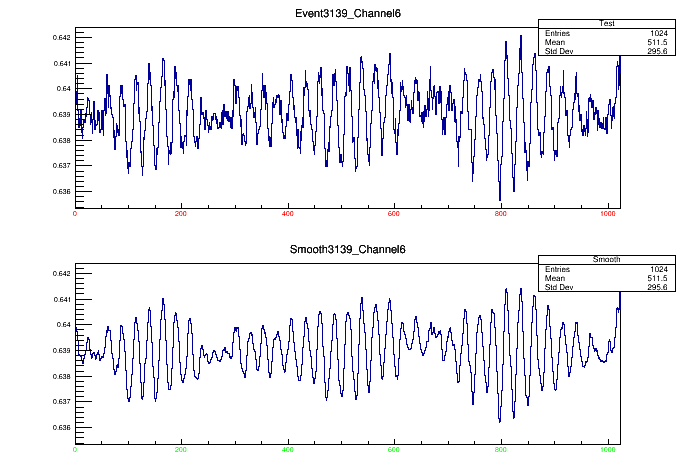 Event3139_Channel6
Test
Entries 1024
Mean 511.5
Std Dev 295.6
0.642
0.641
0.64
0.639
0.638
0.637
0.636
0 200 400 600 800 1000
Smooth3139_Channel6
Smooth
Entries 1024
Mean 511.5
Std Dev 295.6
0.642
0.641
0.64
0.639
0.638
0.637
0.636
0 200 400 600 800 1000